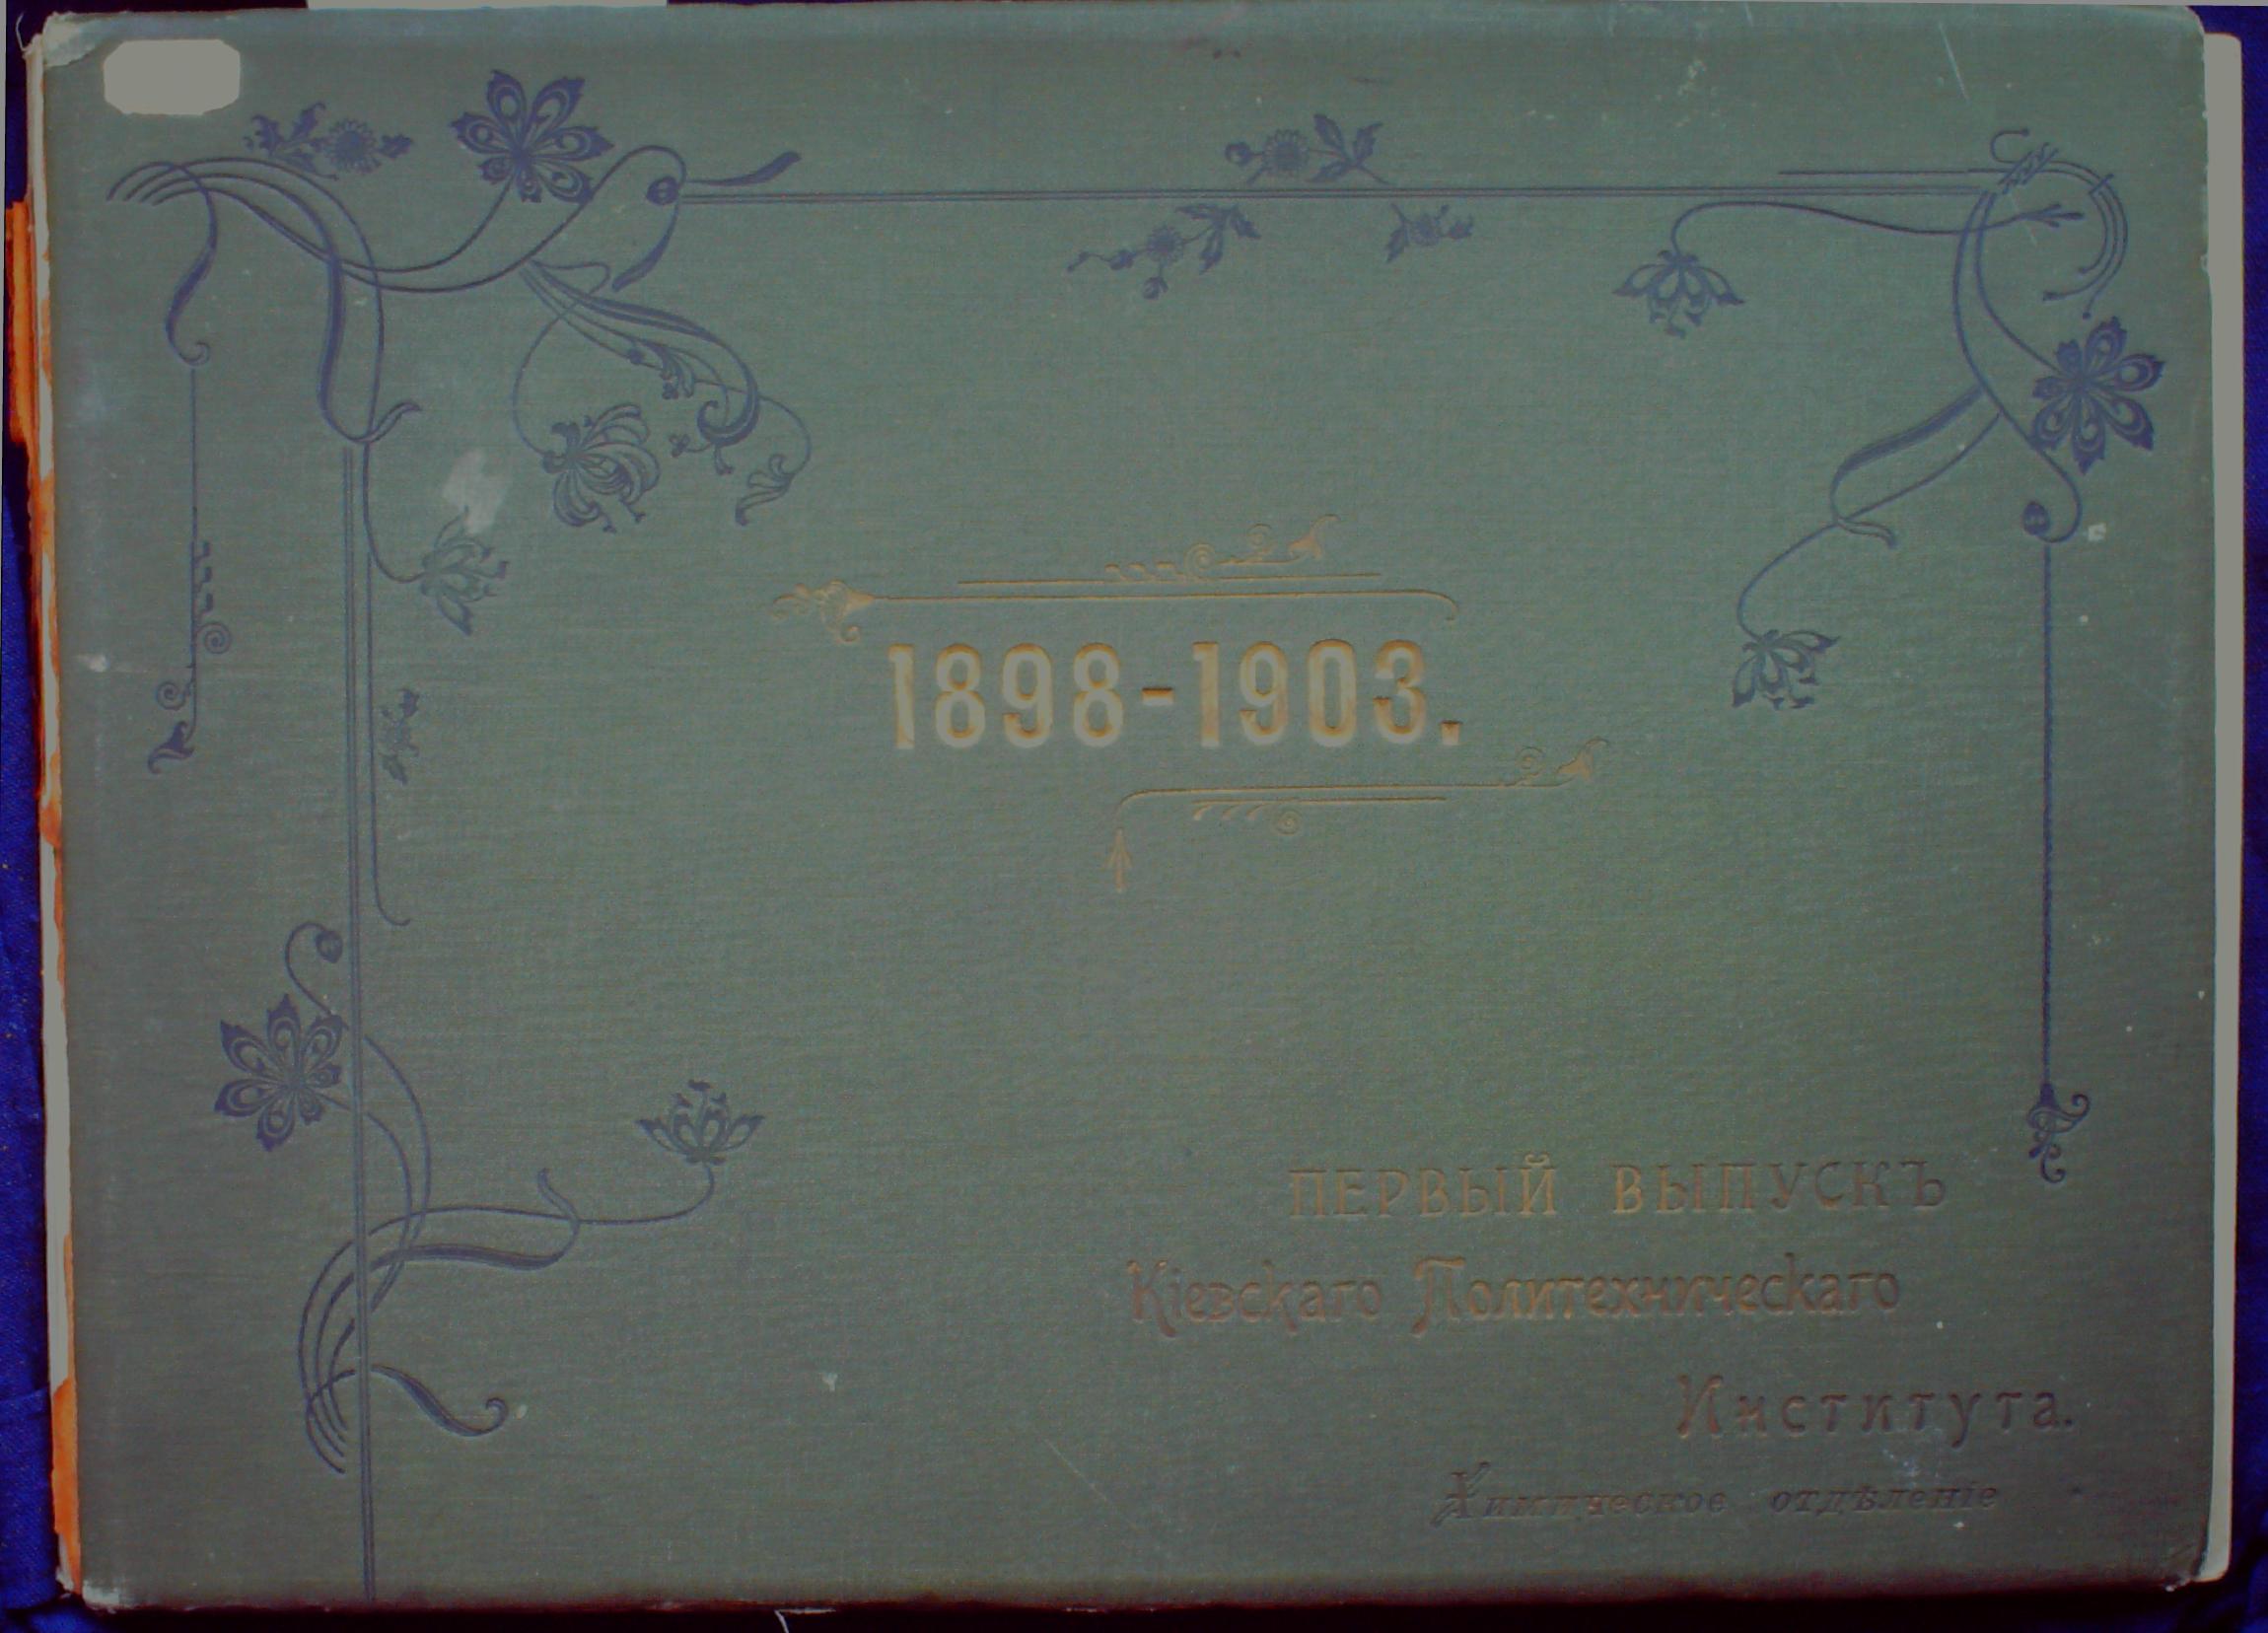 1898-1903.
ПЕРВЫЙ ВЫПУСКЪ
Кіевскаго Политехническаго
Института.
Химическое отдѣленіе